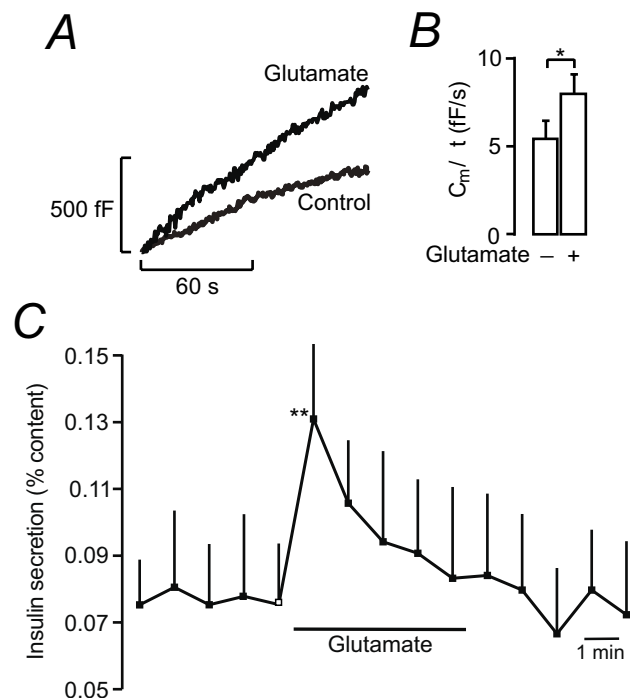 A
Glutamate
500 fF
Control
60 s
B
*
10
5
0
C_m/ t (fF/s)
Glutamate – +
C
0.15
0.13
0.11
0.09
0.07
0.05
Insulin secretion (% content)
**
Glutamate
1 min